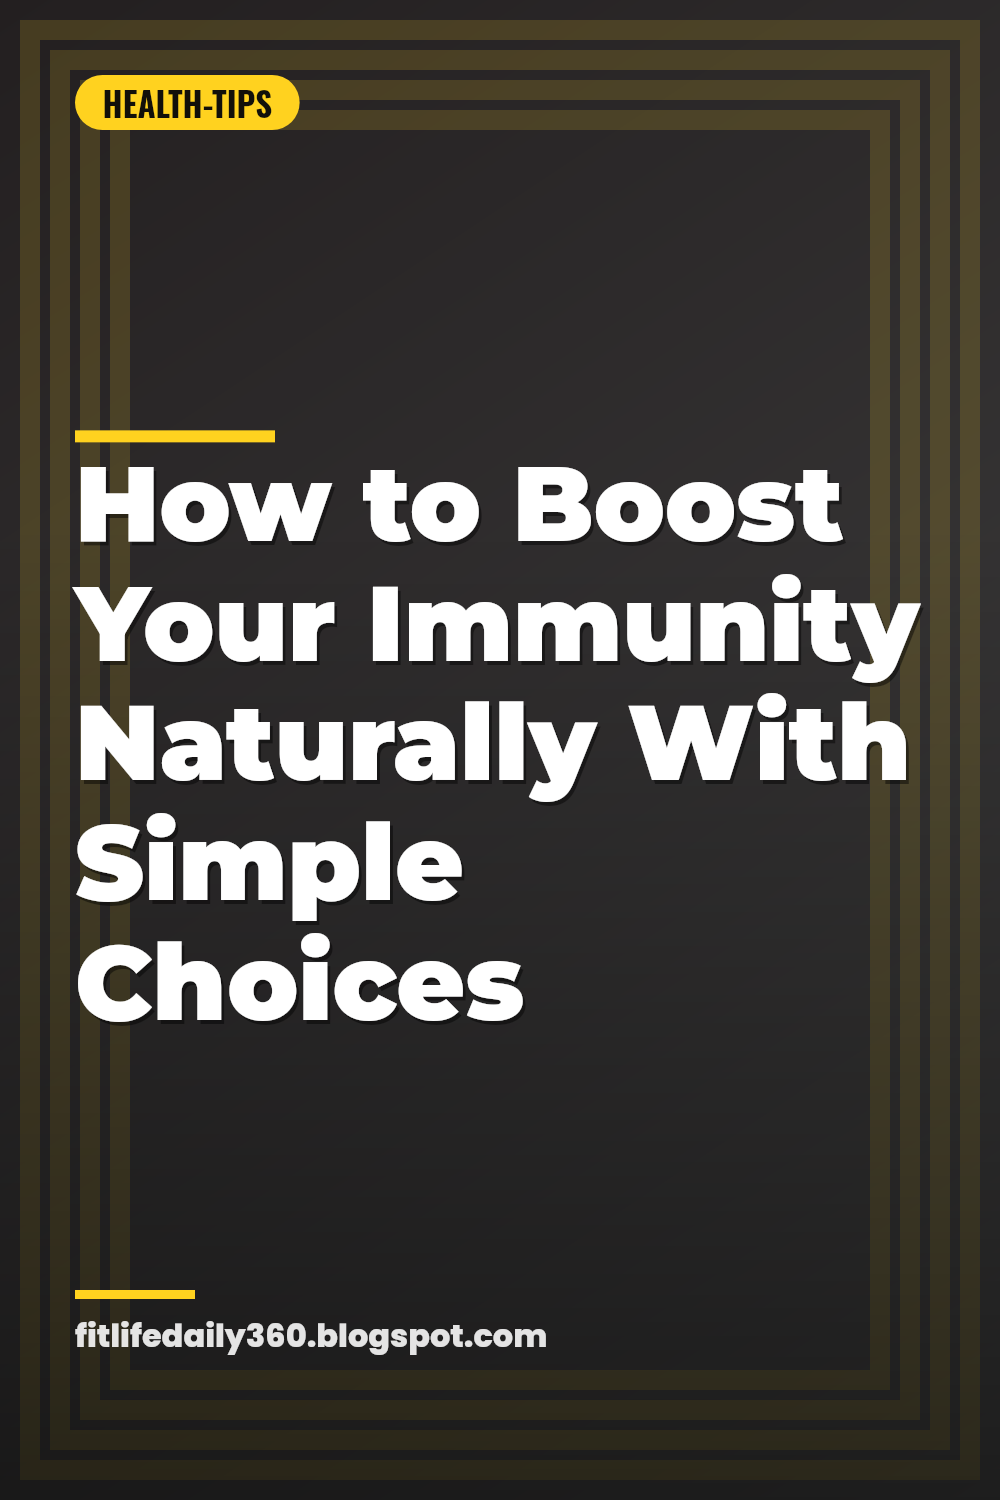 HEALTH-TIPS
How to Boost
Your Immunity
Naturally With
Simple
Choices
fitlifedaily360.blogspot.com